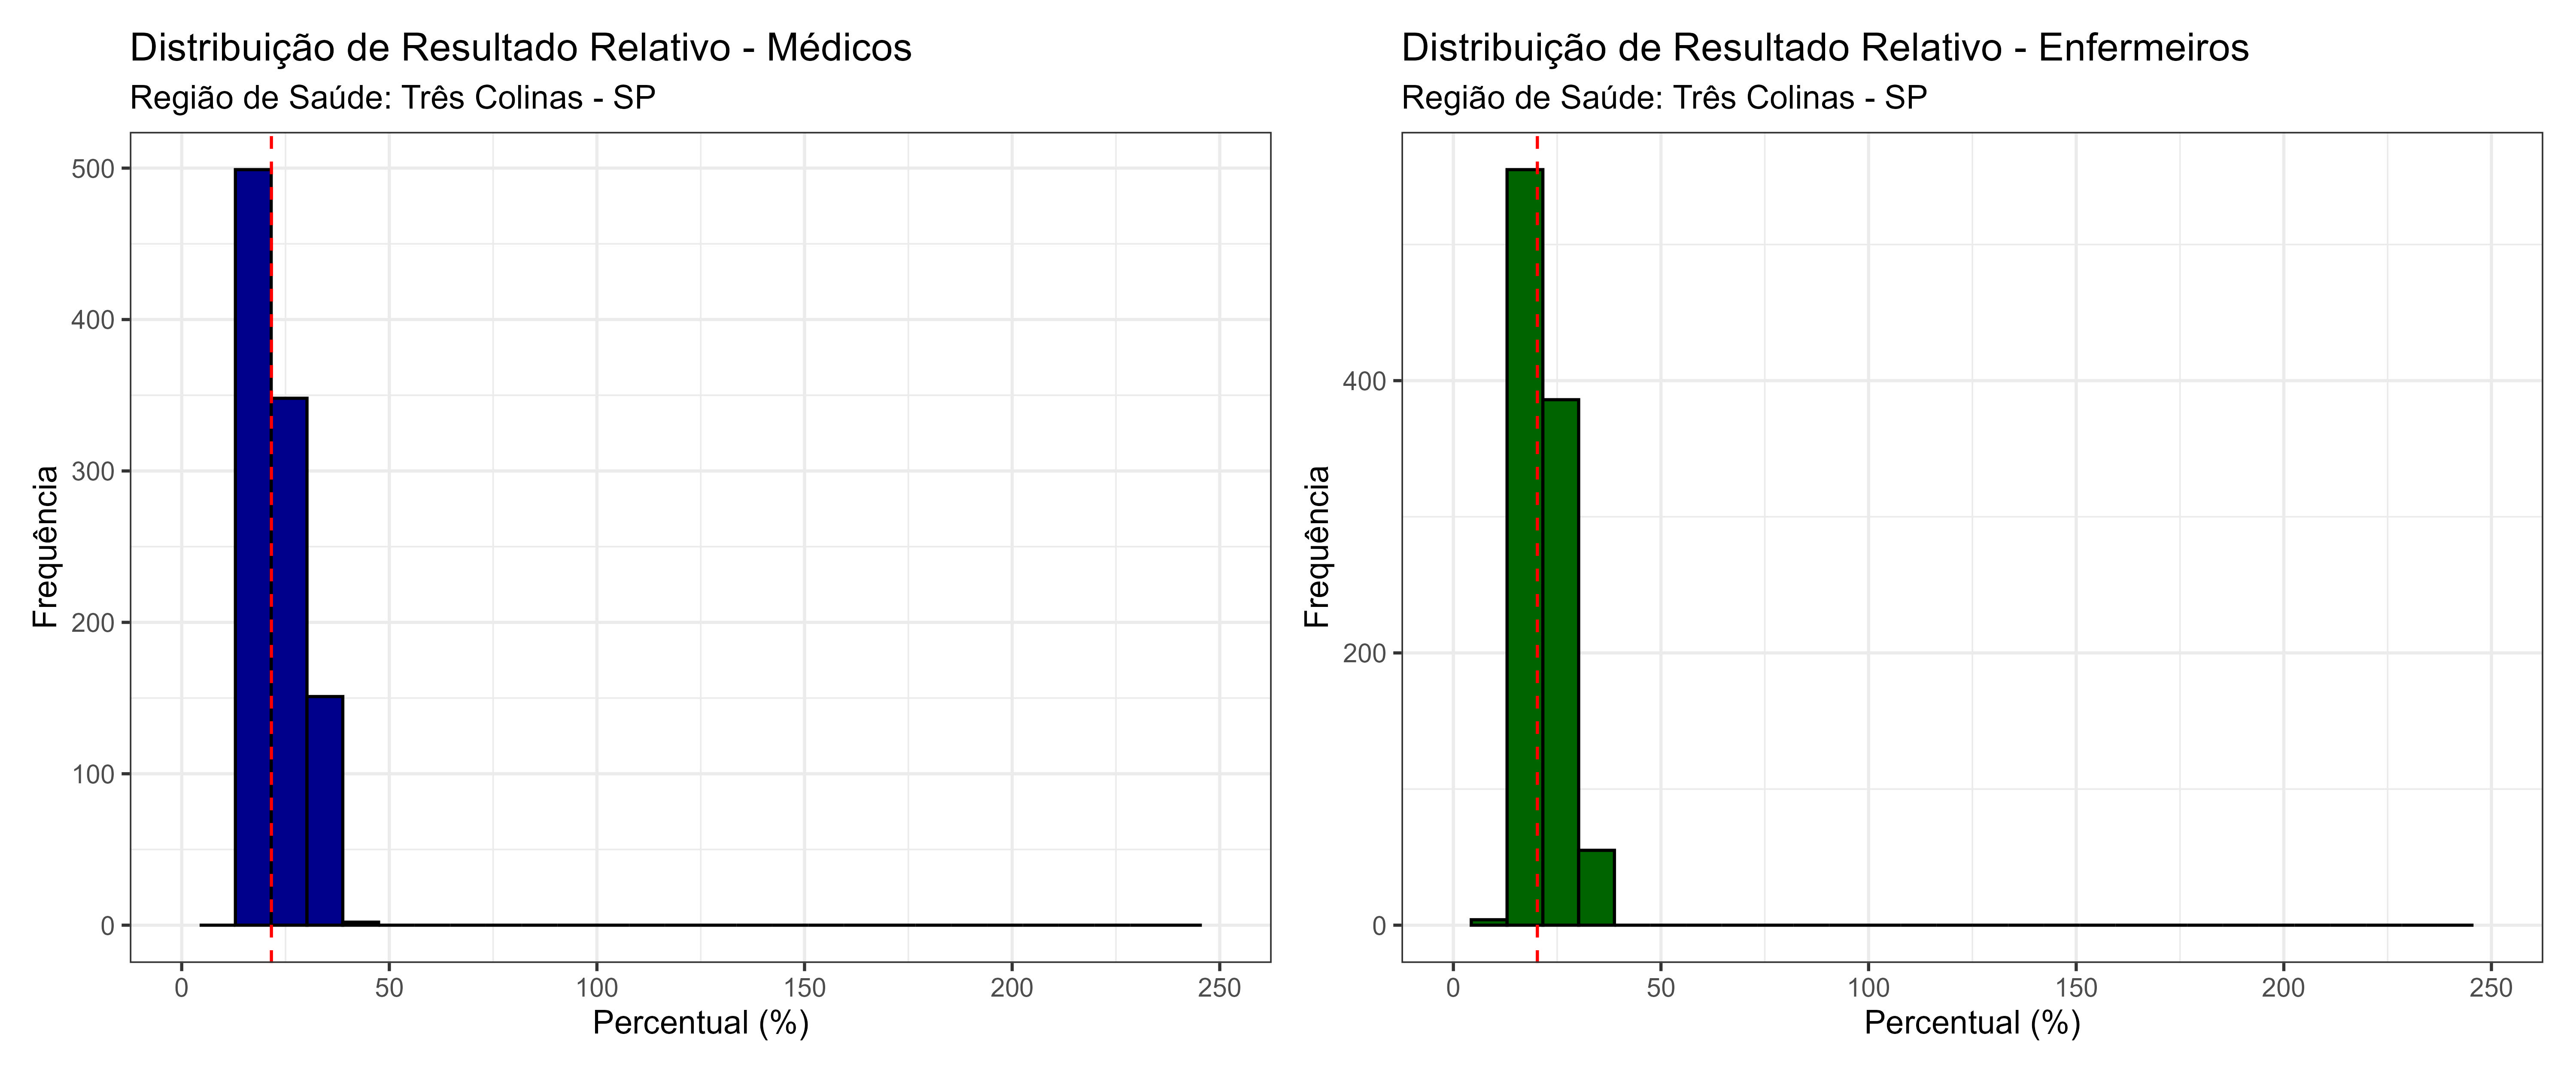 Distribuição de Resultado Relativo - Médicos
Região de Saúde: Três Colinas - SP
Frequência
500
400
300
200
100
0
0 50 100 150 200 250
Percentual (%)
Distribuição de Resultado Relativo - Enfermeiros
Região de Saúde: Três Colinas - SP
Frequência
400
200
0
0 50 100 150 200 250
Percentual (%)